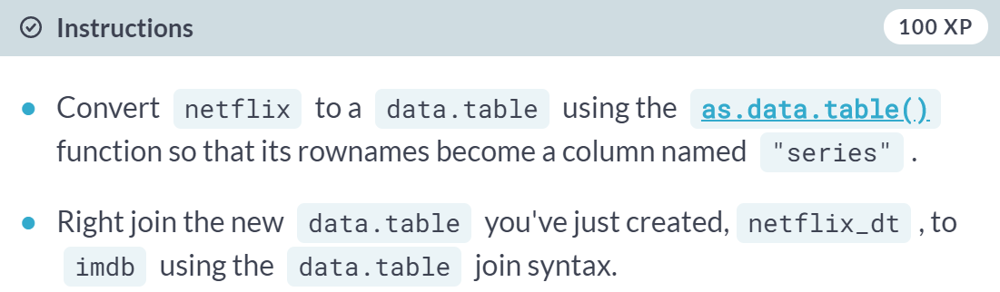 Instructions 100 XP
Convert netflix to a data.table using the as.data.table()
function so that its rownames become a column named "series" .
Right join the new data.table you've just created, netflix_dt , to
imdb using the data.table join syntax.